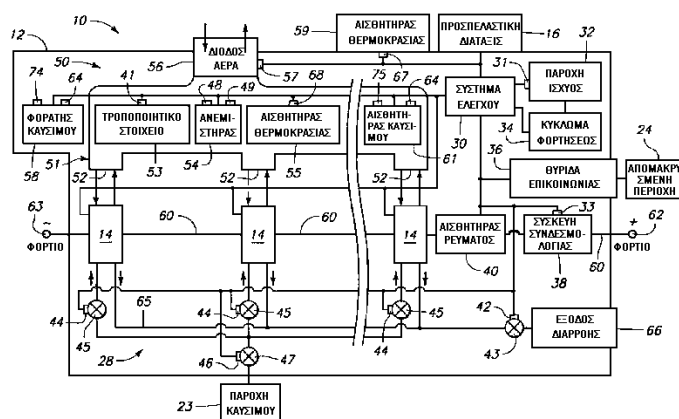 10
12
50
56
ΔΙΟΔΟΣ
ΑΕΡΑ
57
59
ΑΙΣΘΗΤΗΡΑΣ
ΘΕΡΜΟΚΡΑΣΙΑΣ
67
ΠΡΟΣΠΕΛΑΣΤΙΚΗ
ΔΙΑΤΑΞΙΣ
16
32
74
64
ΦΟΡΑΤΗΣ
ΚΑΥΣΙΜΟΥ
58
51
41
ΤΡΟΠΟΠΟΙΗΤΙΚΟ
ΣΤΟΙΧΕΙΟ
53
52
48
49
ΑΝΕΜΙ-
ΣΤΗΡΑΣ
54
52
68
ΑΙΣΘΗΤΗΡΑΣ
ΘΕΡΜΟΚΡΑΣΙΑΣ
55
75
64
ΑΙΣΘΗΤΗ-
ΡΑΣ ΚΑΥΣΙ-
ΜΟΥ
61
52
ΣΥΣΤΗΜΑ
ΕΛΕΓΧΟΥ
30
31
ΠΑΡΟΧΗ
ΙΣΧΥΟΣ
34
ΚΥΚΛΩΜΑ
ΦΟΡΤΗΣΕΩΣ
36
ΘΥΡΙΔΑ
ΕΠΙΚΟΙΝΩΝΙΑΣ
24
ΑΠΟΜΑΚΡΥ-
ΣΜΕΝΗ
ΠΕΡΙΟΧΗ
63
−
ΦΟΡΤΙΟ
14
60
14
60
14
ΑΙΣΘΗΤΗΡΑΣ
ΡΕΥΜΑΤΟΣ
40
33
ΣΥΣΚΕΥΗ
ΣΥΝΔΕΣΜΟ-
ΛΟΓΙΑΣ
38
60
+
62
ΦΟΡΤΙΟ
44
45
65
44
45
44
45
42
43
ΕΞΟΔΟΣ
ΔΙΑΡΡΟΗΣ
66
28
46
47
23
ΠΑΡΟΧΗ
ΚΑΥΣΙΜΟΥ